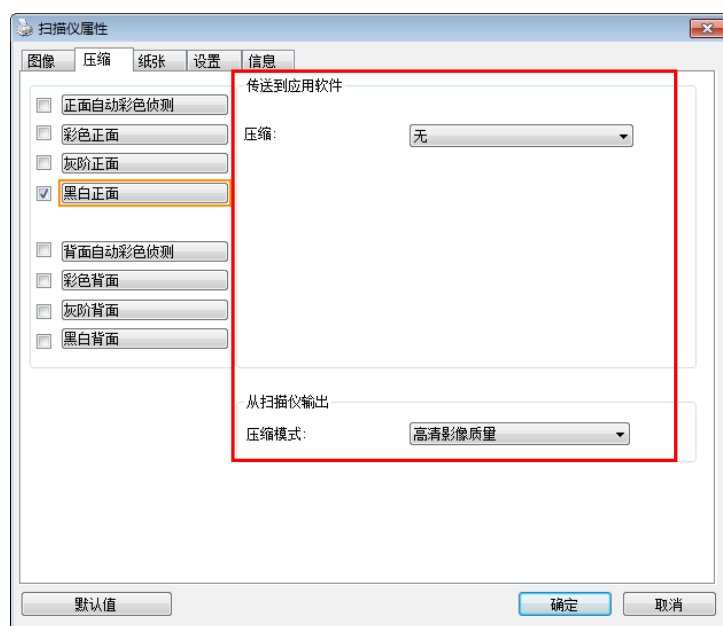 扫描仪属性
图像 压缩 纸张 设置 信息
正面自动彩色侦测
彩色正面
灰阶正面
黑白正面
背面自动彩色侦测
彩色背面
灰阶背面
黑白背面
传送到应用软件
压缩: 无
从扫描仪输出
压缩模式: 高清影像质量
默认值 确定 取消